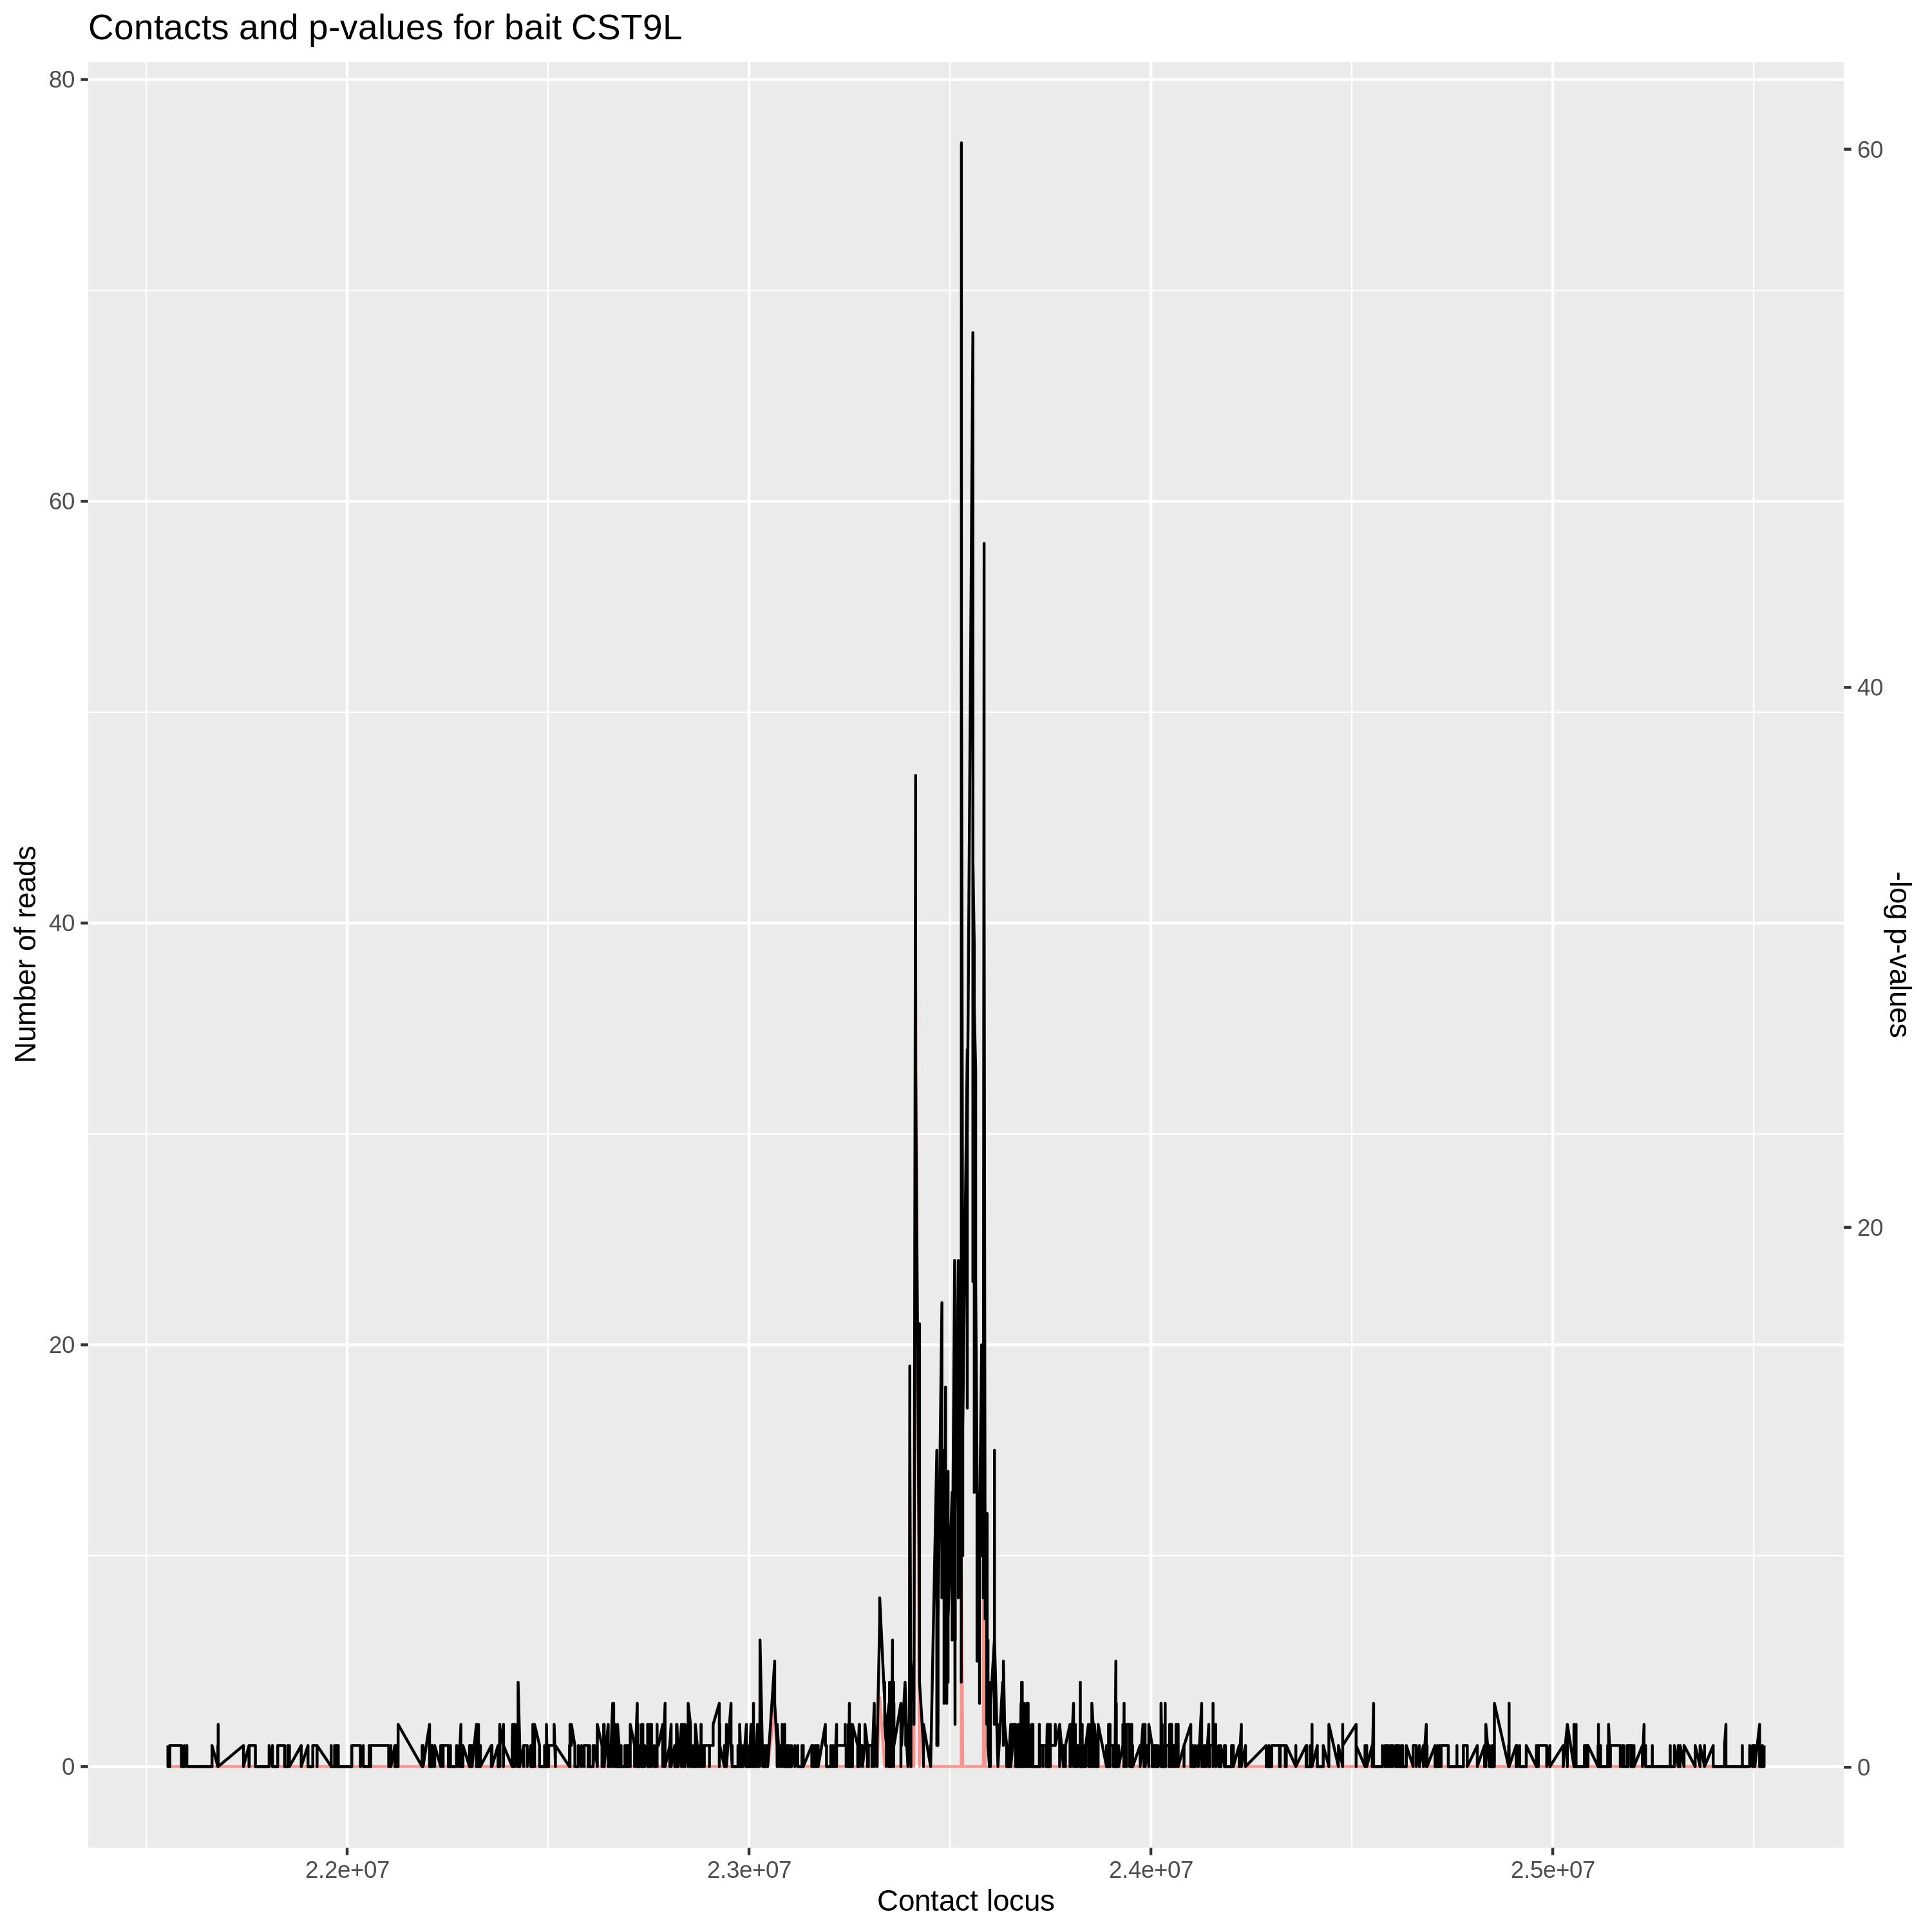 Contacts and p-values for bait CST9L
80
60
40
20
0
Number of reads
60
40
20
0
-log p-values
2.2e+07
2.3e+07
2.4e+07
2.5e+07
Contact locus